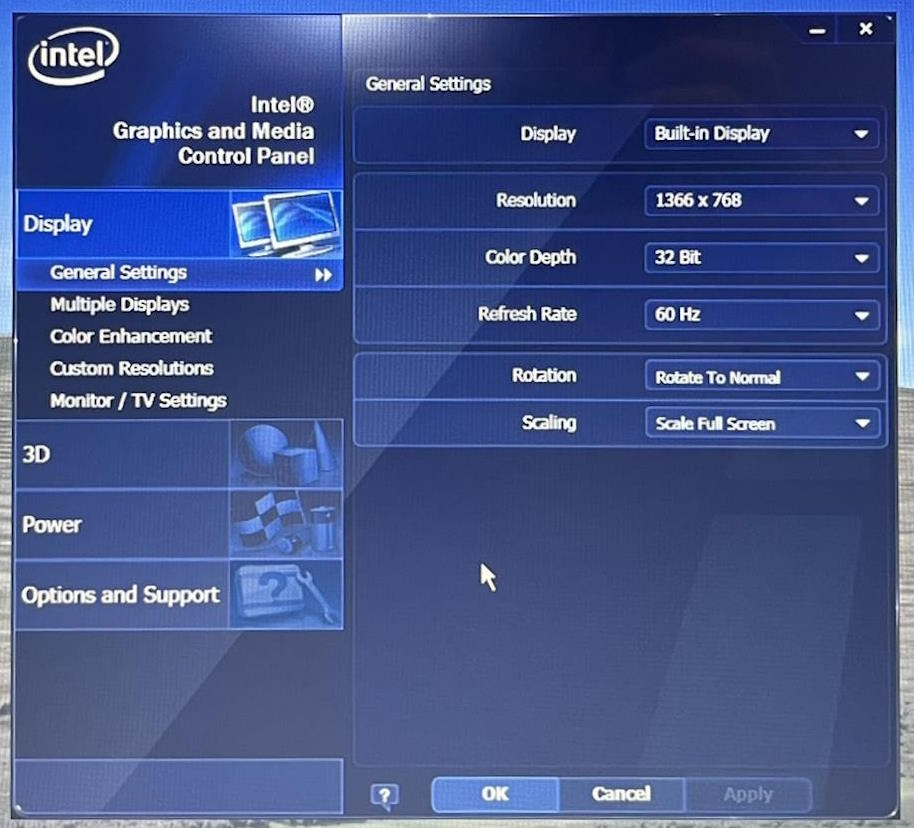 intel
Intel®
Graphics and Media
Control Panel
Display
General Settings
Multiple Displays
Color Enhancement
Custom Resolutions
Monitor / TV Settings
3D
Power
Options and Support
General Settings
Display Built-in Display
Resolution 1366 x 768
Color Depth 32 Bit
Refresh Rate 60 Hz
Rotation Rotate To Normal
Scaling Scale Full Screen
? OK Cancel Apply